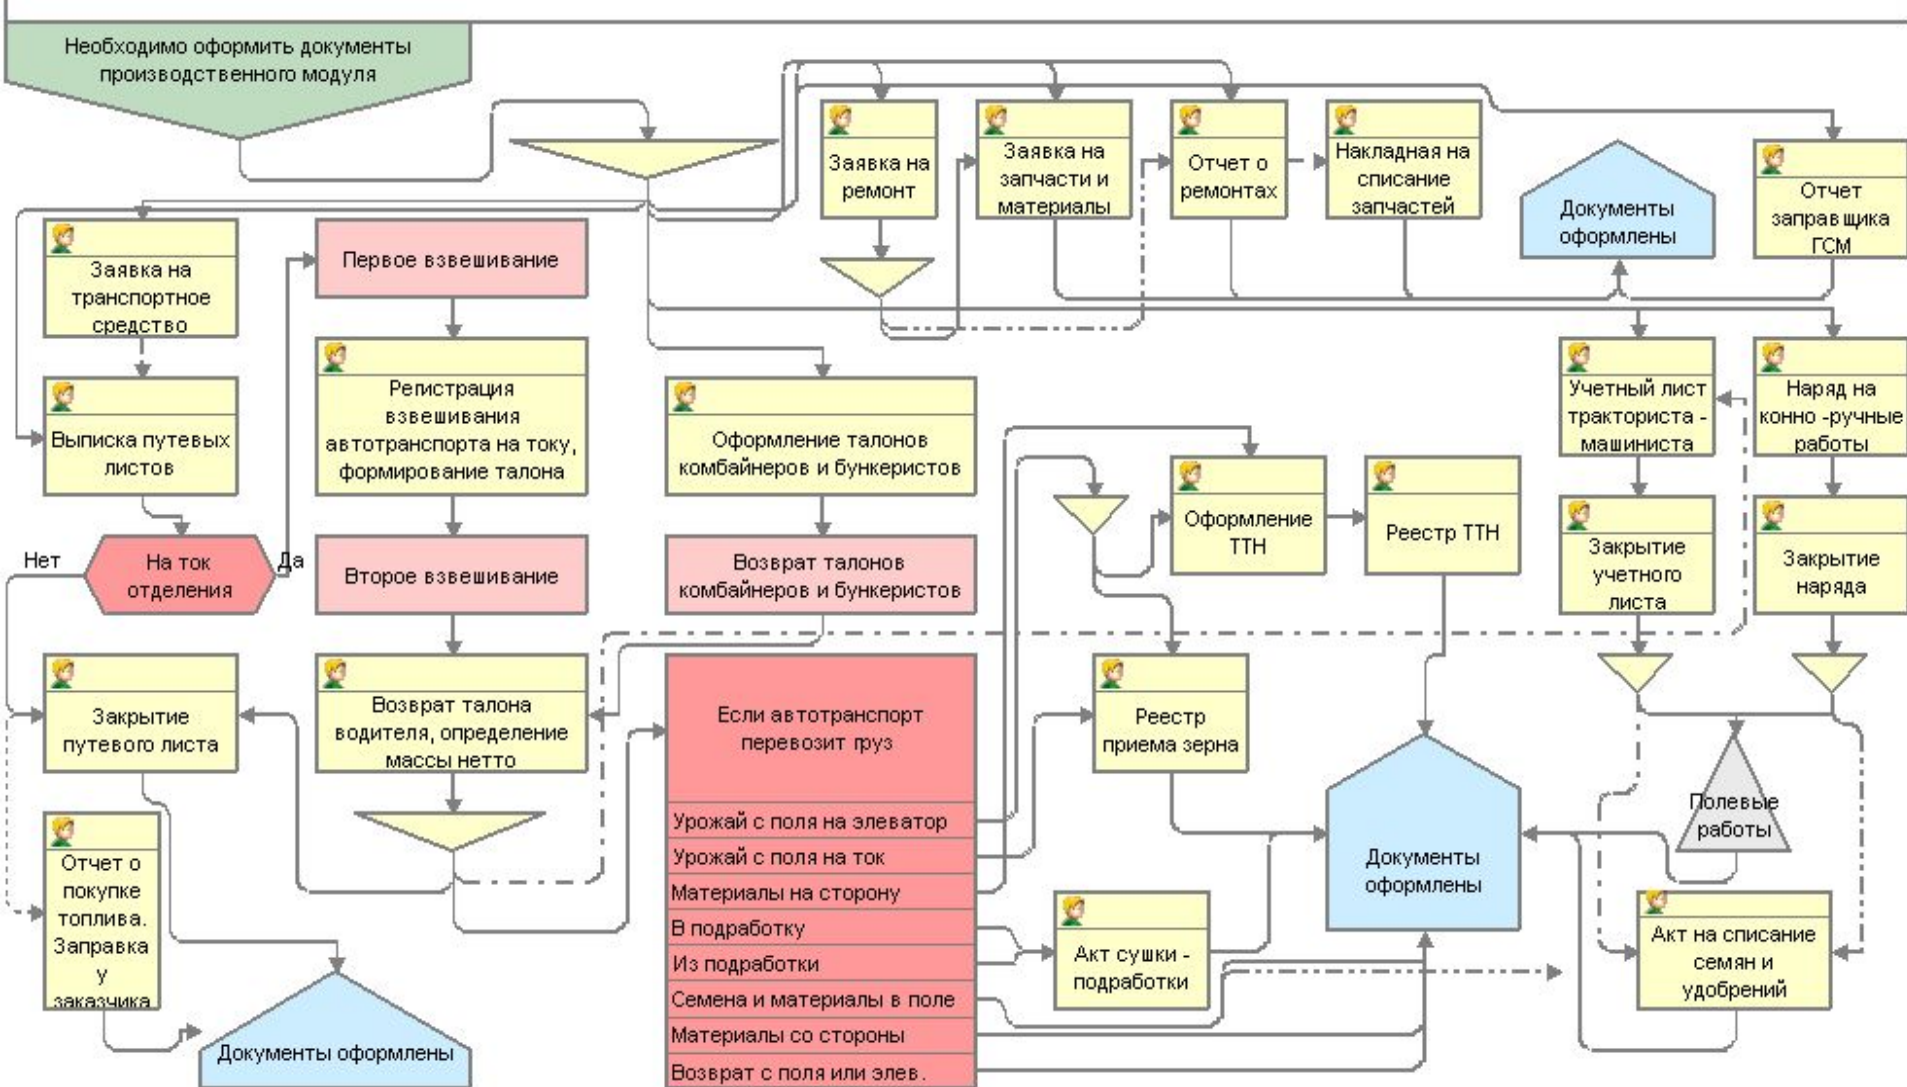 Необходимо оформить документы
производственного модуля
Заявка на
ремонт
Заявка на
запчасти и
материалы
Отчет о
ремонтах
Накладная на
списание
запчастей
Документы
оформлены
Отчет
заправщика
ГСМ
Заявка на
транспортное
средство
Первое взвешивание
Выписка путевых
листов
Регистрация
взвешивания
автотранспорта на току,
формирование талона
Оформление талонов
комбайнеров и бункеристов
Учетный лист
тракториста -
машиниста
Наряд на
конно -ручные
работы
Оформление
ТТН
Реестр ТТН
Нет
На ток
отделения
Да
Второе взвешивание
Возврат талонов
комбайнеров и бункеристов
Закрытие
учетного
листа
Закрытие
наряда
Закрытие
путевого листа
Возврат талона
водителя, определение
массы нетто
Если автотранспорт
перевозит груз
Урожай с поля на элеватор
Урожай с поля на ток
Материалы на сторону
В подработку
Из подработки
Семена и материалы в поле
Материалы со стороны
Возврат с поля или элев.
Реестр
приема зерна
Документы
оформлены
Полевые
работы
Отчет о
покупке
топлива.
Заправка
у
заказчика
Акт сушки -
подработки
Акт на списание
семян и
удобрений
Документы оформлены